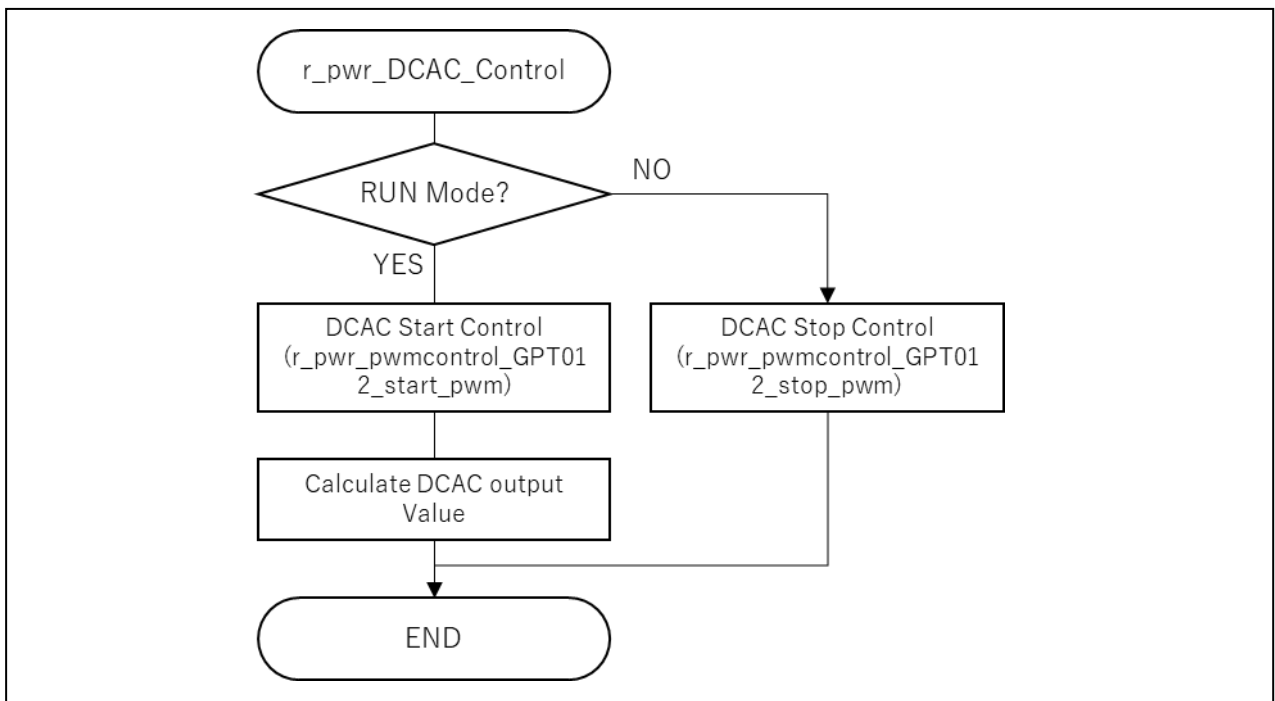 r_pwr_DCAC_Control
RUN Mode?
NO
YES
DCAC Start Control
(r_pwr_pwmcontrol_GPT01
2_start_pwm)
DCAC Stop Control
(r_pwr_pwmcontrol_GPT01
2_stop_pwm)
Calculate DCAC output
Value
END